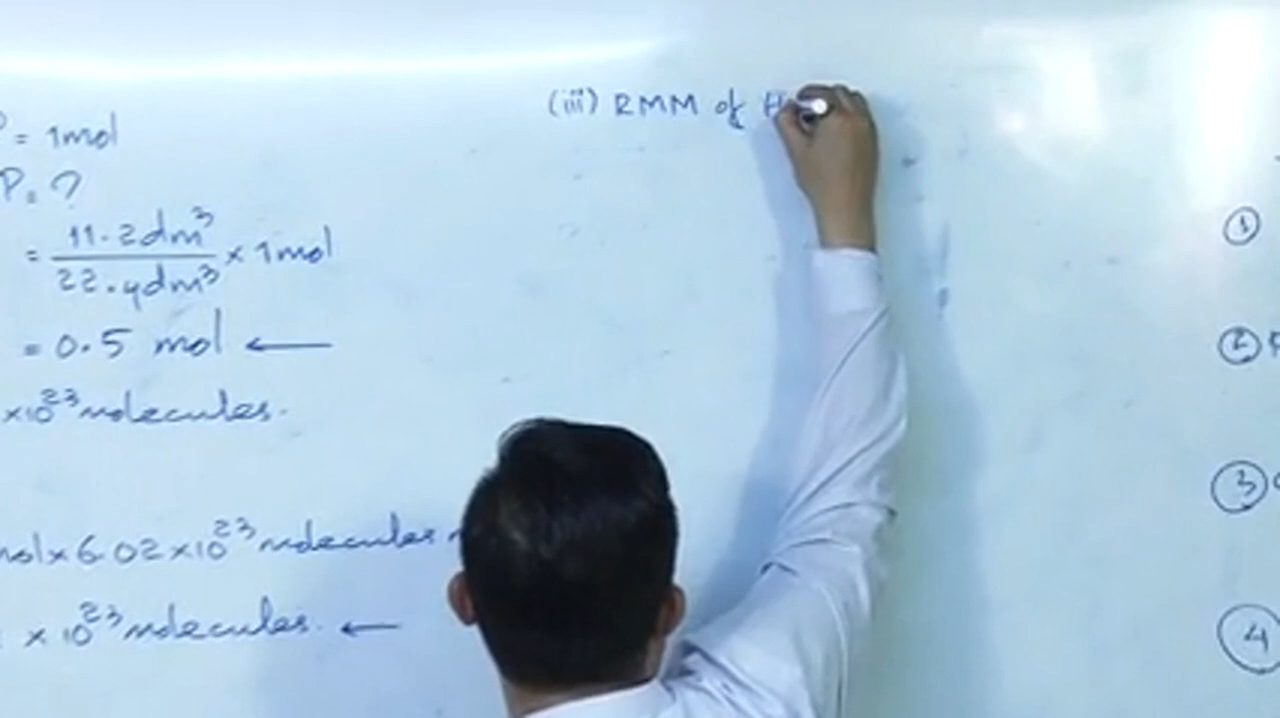 = 1mol
P = ?
= 11.2dm³ / 22.4dm³ × 1mol
= 0.5 mol ←
×10²³ molecules.
mol × 6.02 ×10²³ molecules
×10²³ molecules. ←
(iii) RMM of H
1
2
3
4